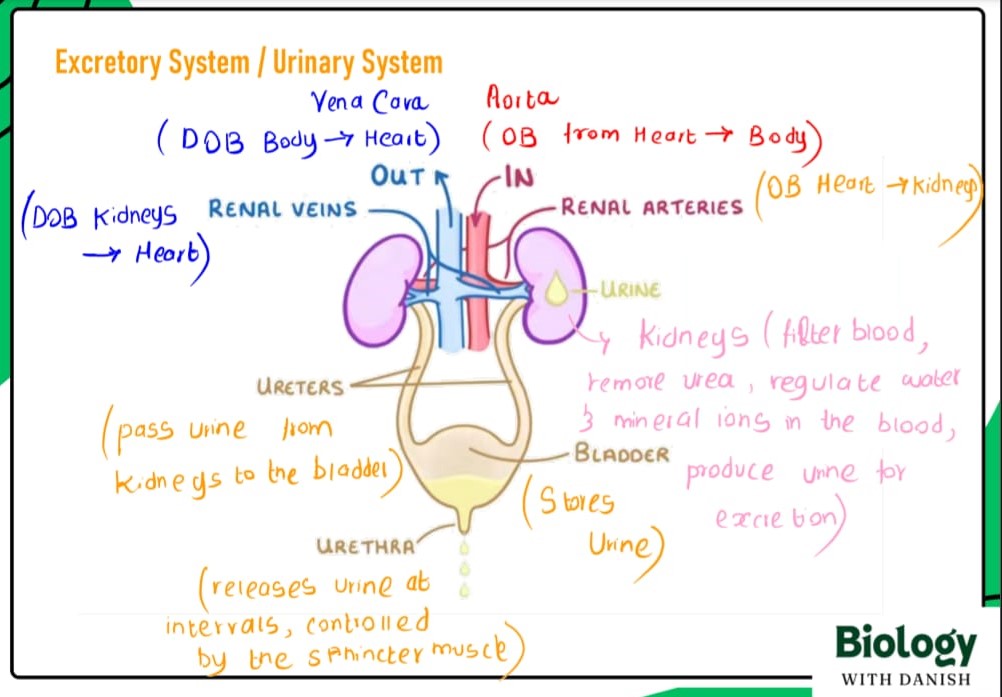 Excretory System / Urinary System
Vena Cava
(DOB Body → Heart)
Aorta
(OB from Heart → Body)
OUT
IN
(DOB Kidneys
→ Heart)
RENAL VEINS
RENAL ARTERIES
(OB Heart → Kidney)
URINE
Kidneys (filter blood,
remove urea, regulate water
& mineral ions in the blood,
produce urine for
excretion)
URETERS
(pass urine from
kidneys to the bladder)
BLADDER
(Stores
Urine)
URETHRA
(releases urine at
intervals, controlled
by the sphincter muscle)
Biology
WITH DANISH